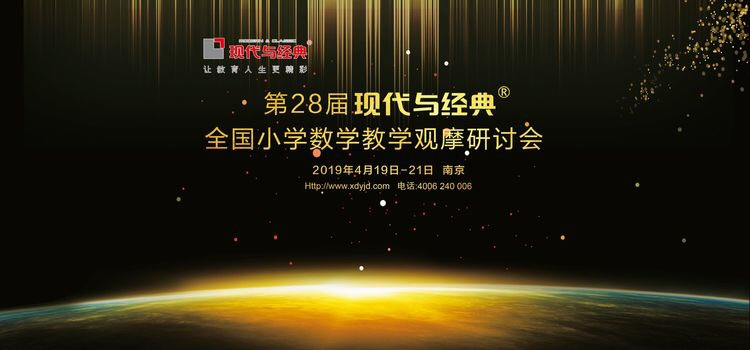 MODERN & CLASSIC
现代与经典®
让教育人生更精彩
第28届 现代与经典®
全国小学数学教学观摩研讨会
2019年4月19日-21日 南京
Http://www.xdyjd.com 电话:4006 240 006